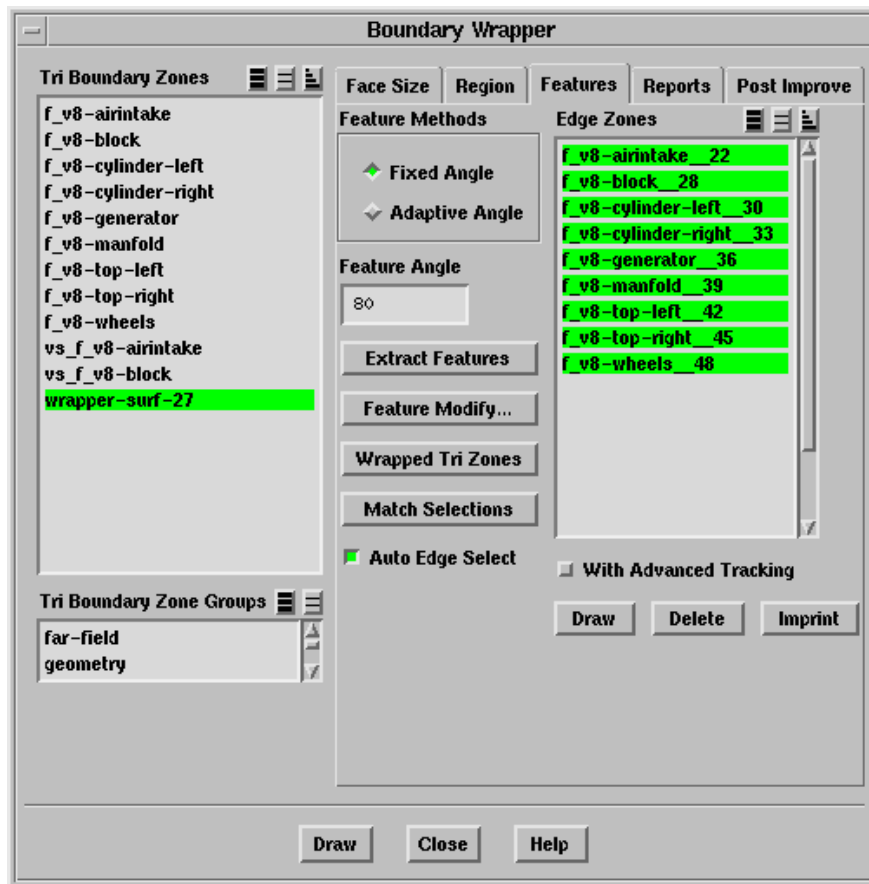 Boundary Wrapper
Tri Boundary Zones
f_v8-airintake
f_v8-block
f_v8-cylinder-left
f_v8-cylinder-right
f_v8-generator
f_v8-manfold
f_v8-top-left
f_v8-top-right
f_v8-wheels
vs_f_v8-airintake
vs_f_v8-block
wrapper-surf-27
Tri Boundary Zone Groups
far-field
geometry
Face Size
Region
Features
Reports
Post Improve
Feature Methods
Fixed Angle
Adaptive Angle
Feature Angle
80
Extract Features
Feature Modify...
Wrapped Tri Zones
Match Selections
Auto Edge Select
Edge Zones
f_v8-airintake__22
f_v8-block__28
f_v8-cylinder-left__30
f_v8-cylinder-right__33
f_v8-generator__36
f_v8-manfold__39
f_v8-top-left__42
f_v8-top-right__45
f_v8-wheels__48
With Advanced Tracking
Draw
Delete
Imprint
Draw
Close
Help